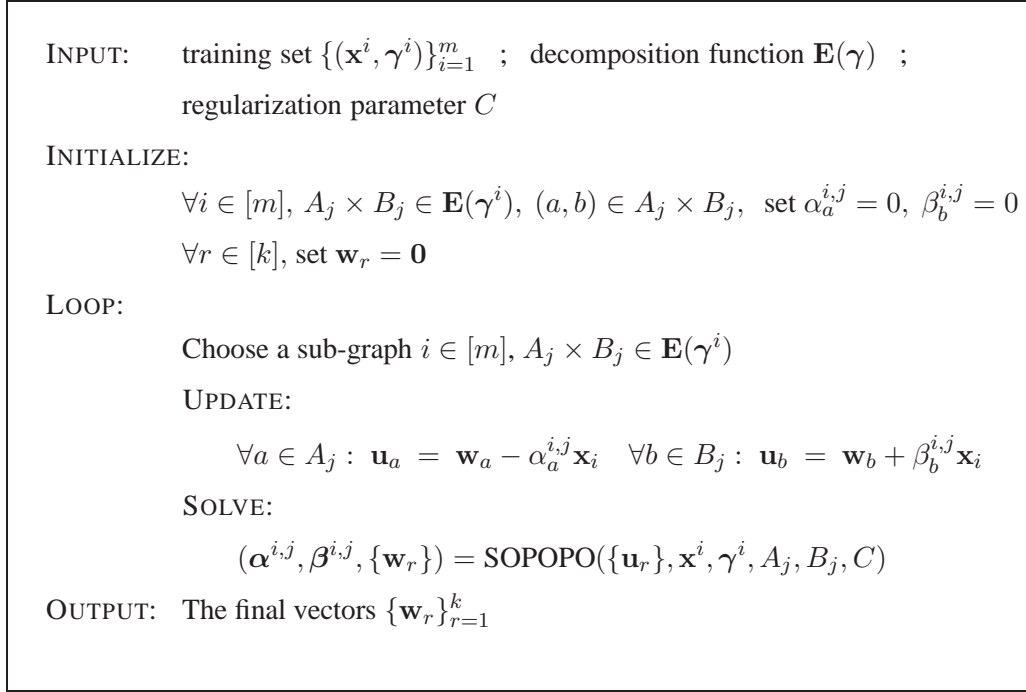 INPUT: training set {(𝐱^i, 𝛄^i)}_{i=1}^m ; decomposition function 𝐄(𝛄) ;
regularization parameter C
INITIALIZE:
∀i ∈ [m], A_j × B_j ∈ 𝐄(𝛄^i), (a, b) ∈ A_j × B_j, set α_a^{i,j} = 0, β_b^{i,j} = 0
∀r ∈ [k], set 𝐰_r = 𝟎
LOOP:
Choose a sub-graph i ∈ [m], A_j × B_j ∈ 𝐄(𝛄^i)
UPDATE:
∀a ∈ A_j : 𝐮_a = 𝐰_a − α_a^{i,j} 𝐱_i ∀b ∈ B_j : 𝐮_b = 𝐰_b + β_b^{i,j} 𝐱_i
SOLVE:
(𝛂^{i,j}, 𝛃^{i,j}, {𝐰_r}) = SOPOPO({𝐮_r}, 𝐱^i, 𝛄^i, A_j, B_j, C)
OUTPUT: The final vectors {𝐰_r}_{r=1}^k